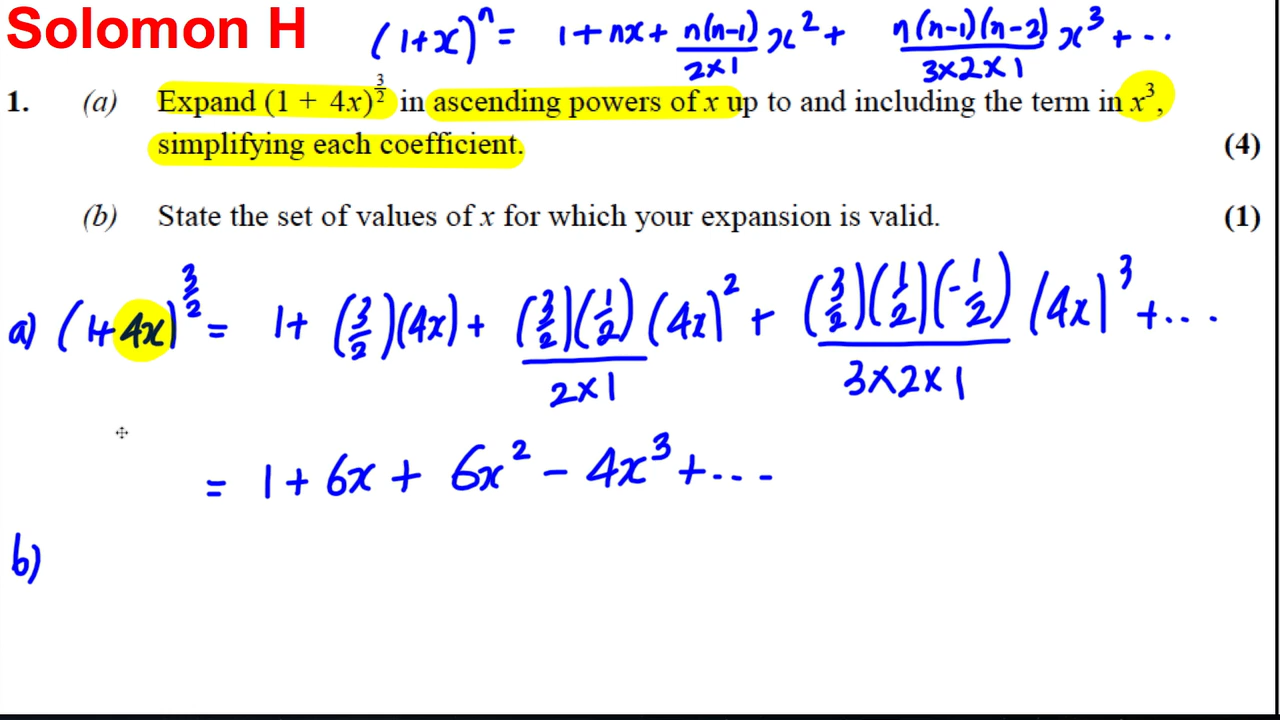 Solomon H
(1+x)^n = 1 + nx + n(n-1)/2×1 x^2 + n(n-1)(n-2)/3×2×1 x^3 + ...
1. (a) Expand (1 + 4x)^(3/2) in ascending powers of x up to and including the term in x^3,
simplifying each coefficient. (4)
(b) State the set of values of x for which your expansion is valid. (1)
a) (1+4x)^(3/2) = 1 + (3/2)(4x) + (3/2)(1/2)/2×1 (4x)^2 + (3/2)(1/2)(-1/2)/3×2×1 (4x)^3 + ....
= 1 + 6x + 6x^2 - 4x^3 + ....
b)